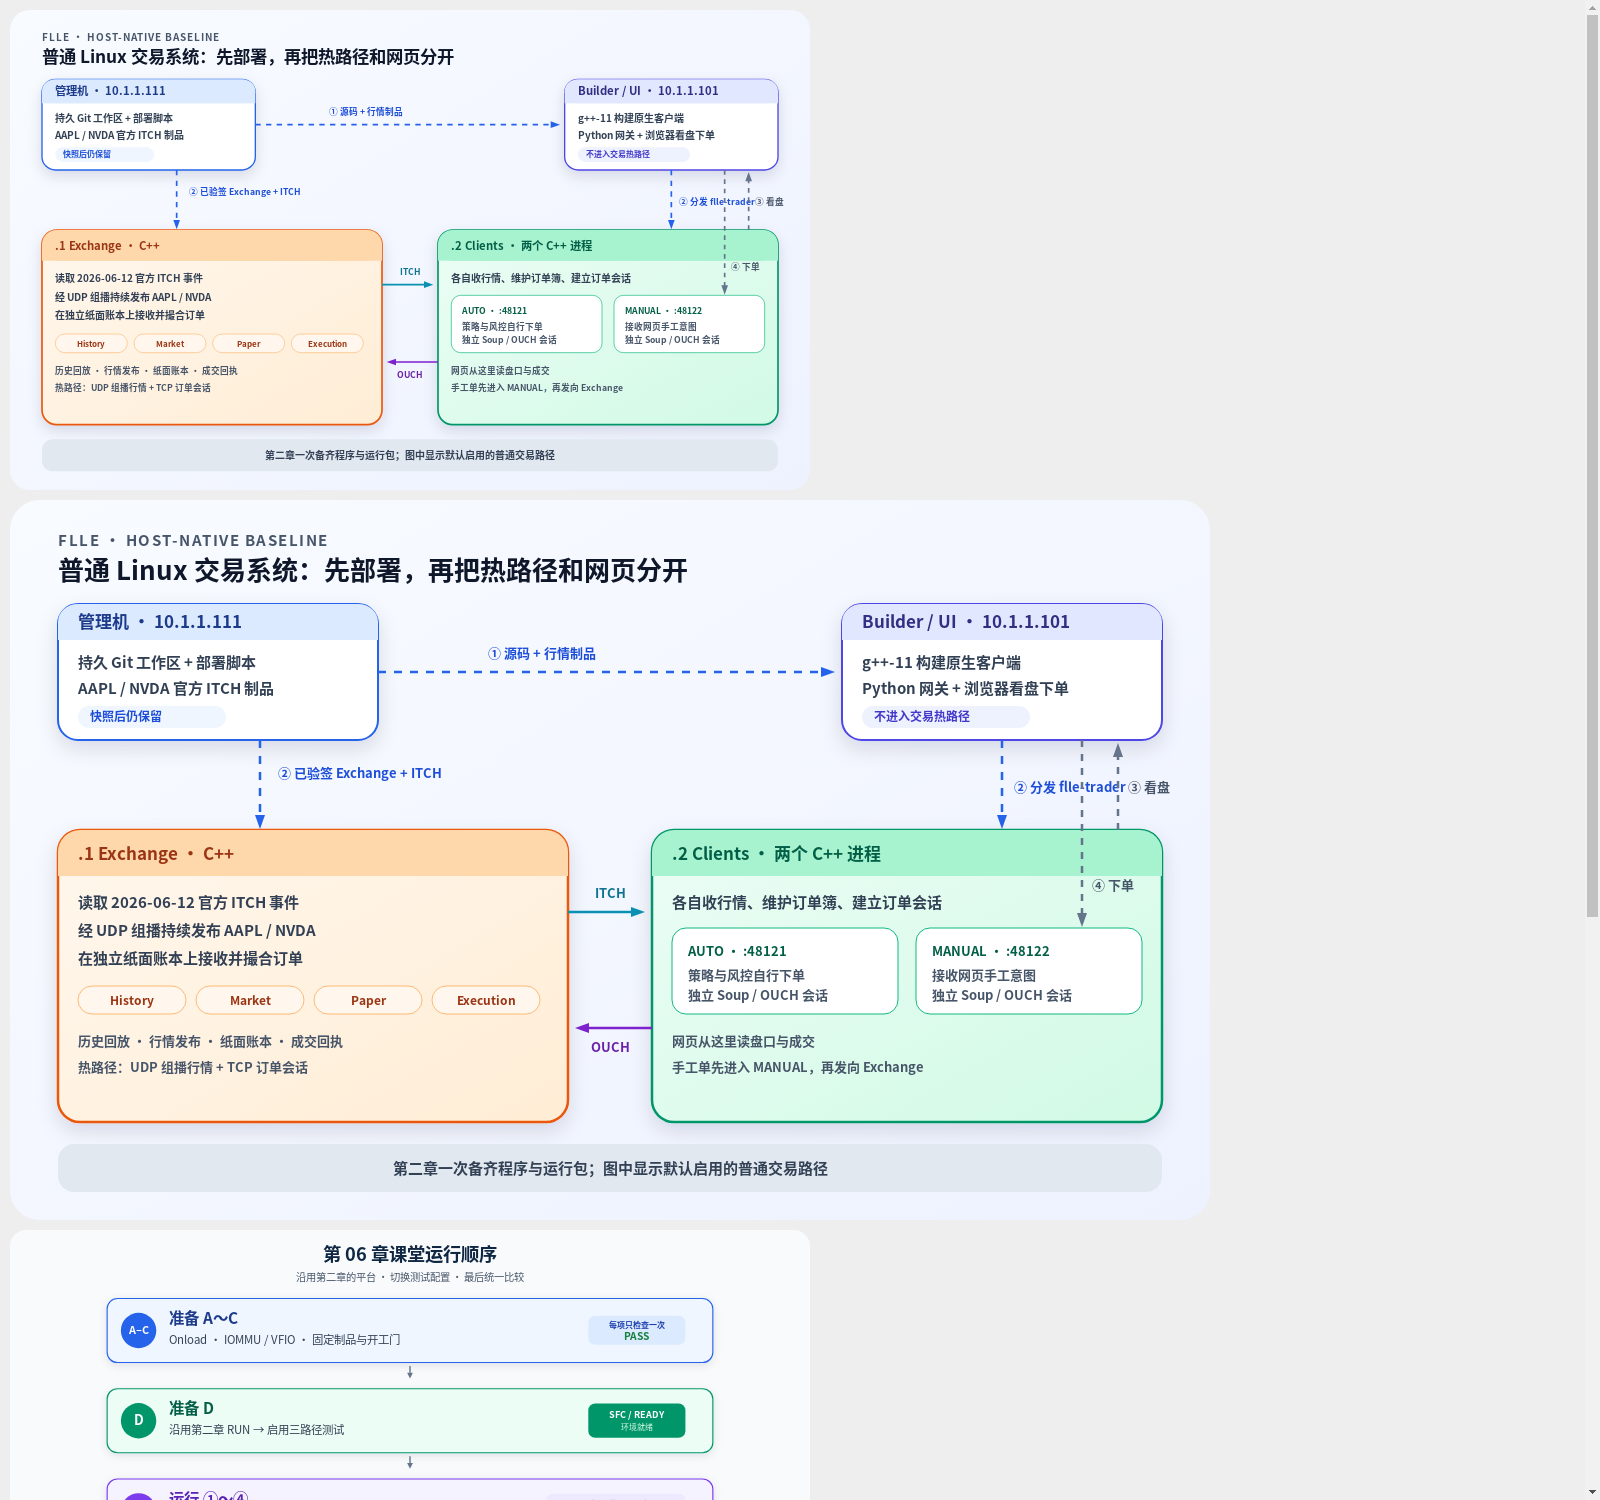 FLLE · HOST-NATIVE BASELINE
普通 Linux 交易系统：先部署，再把热路径和网页分开
管理机 · 10.1.1.111
持久 Git 工作区 + 部署脚本
AAPL / NVDA 官方 ITCH 制品
快照后仍保留
① 源码 + 行情制品
Builder / UI · 10.1.1.101
g++-11 构建原生客户端
Python 网关 + 浏览器看盘下单
不进入交易热路径
② 已验签 Exchange + ITCH
② 分发 flle-trader
③ 看盘
.1 Exchange · C++
读取 2026-06-12 官方 ITCH 事件
经 UDP 组播持续发布 AAPL / NVDA
在独立纸面账本上接收并撮合订单
History
Market
Paper
Execution
历史回放 · 行情发布 · 纸面账本 · 成交回执
热路径：UDP 组播行情 + TCP 订单会话
ITCH
OUCH
.2 Clients · 两个 C++ 进程
④ 下单
各自收行情、维护订单簿、建立订单会话
AUTO · :48121
策略与风控自行下单
独立 Soup / OUCH 会话
MANUAL · :48122
接收网页手工意图
独立 Soup / OUCH 会话
网页从这里读盘口与成交
手工单先进入 MANUAL，再发向 Exchange
第二章一次备齐程序与运行包；图中显示默认启用的普通交易路径
FLLE · HOST-NATIVE BASELINE
普通 Linux 交易系统：先部署，再把热路径和网页分开
管理机 · 10.1.1.111
持久 Git 工作区 + 部署脚本
AAPL / NVDA 官方 ITCH 制品
快照后仍保留
① 源码 + 行情制品
Builder / UI · 10.1.1.101
g++-11 构建原生客户端
Python 网关 + 浏览器看盘下单
不进入交易热路径
② 已验签 Exchange + ITCH
② 分发 flle-trader
③ 看盘
.1 Exchange · C++
读取 2026-06-12 官方 ITCH 事件
经 UDP 组播持续发布 AAPL / NVDA
在独立纸面账本上接收并撮合订单
History
Market
Paper
Execution
历史回放 · 行情发布 · 纸面账本 · 成交回执
热路径：UDP 组播行情 + TCP 订单会话
ITCH
OUCH
.2 Clients · 两个 C++ 进程
④ 下单
各自收行情、维护订单簿、建立订单会话
AUTO · :48121
策略与风控自行下单
独立 Soup / OUCH 会话
MANUAL · :48122
接收网页手工意图
独立 Soup / OUCH 会话
网页从这里读盘口与成交
手工单先进入 MANUAL，再发向 Exchange
第二章一次备齐程序与运行包；图中显示默认启用的普通交易路径
第 06 章课堂运行顺序
沿用第二章的平台 · 切换测试配置 · 最后统一比较
A–C
准备 A～C
Onload · IOMMU / VFIO · 固定制品与开工门
每项只检查一次
PASS
D
准备 D
沿用第二章 RUN → 启用三路径测试
SFC / READY
环境就绪
运行 ①～④